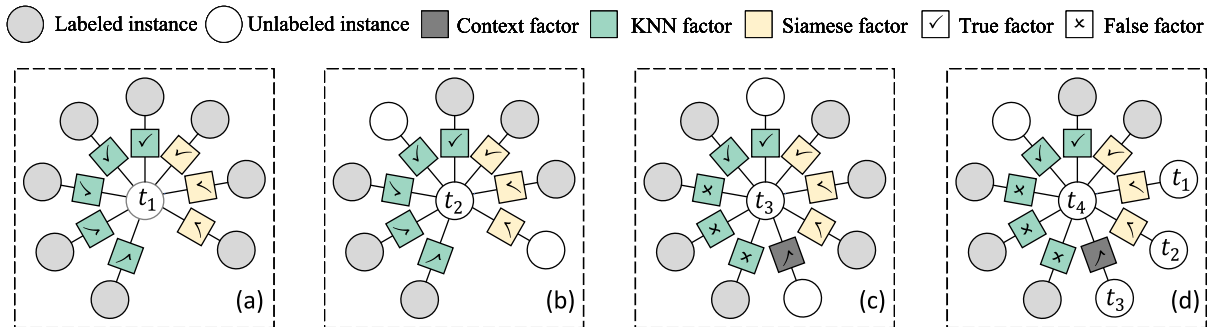 Labeled instance Unlabeled instance Context factor KNN factor Siamese factor ✓ True factor × False factor
t1 (a)
t2 (b)
t3 (c)
t4 t1 t2 t3 (d)